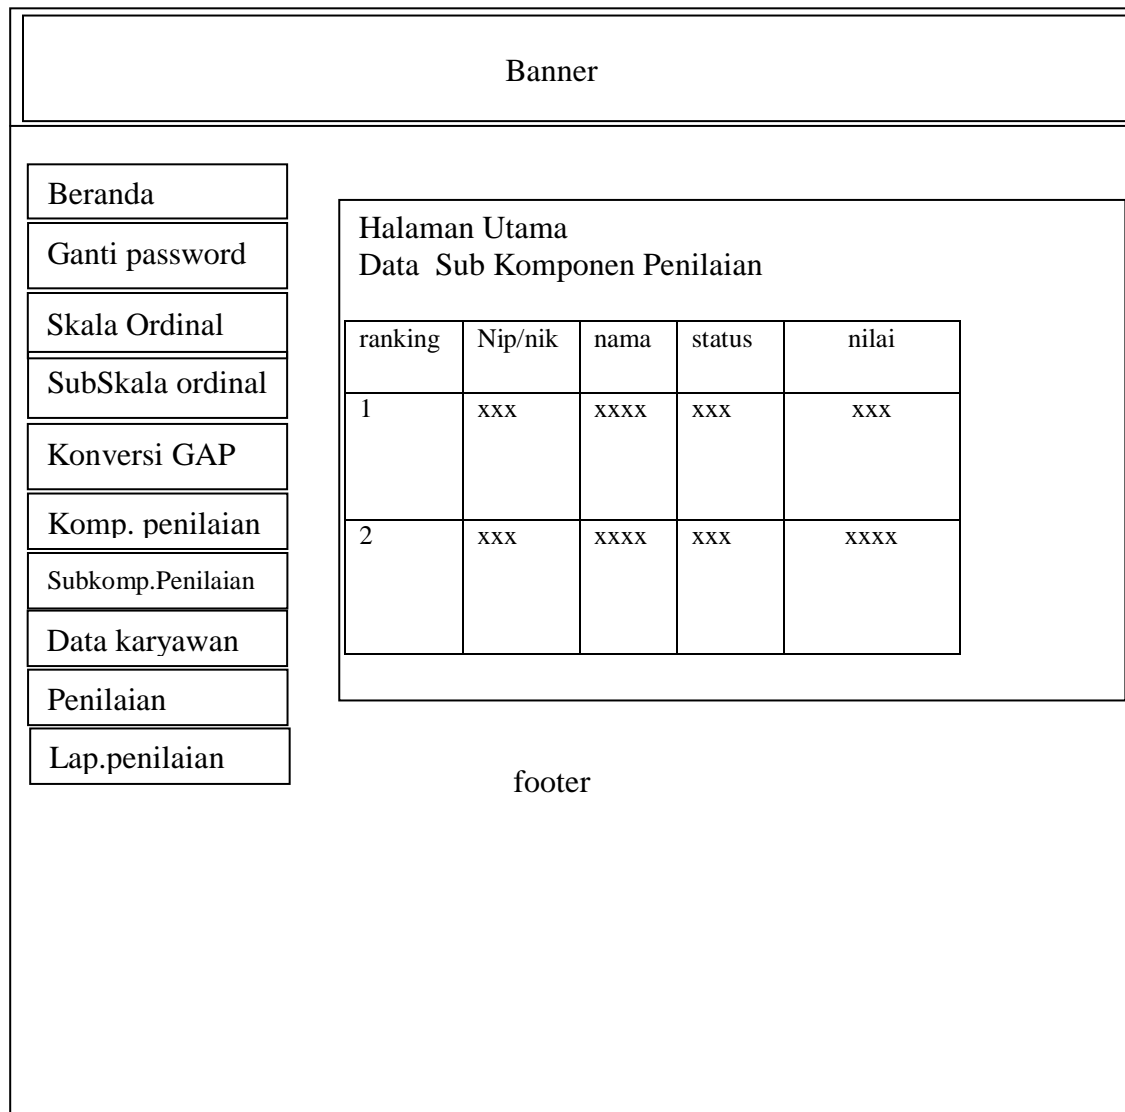 Banner
Beranda
Ganti password
Skala Ordinal
SubSkala ordinal
Konversi GAP
Komp. penilaian
Subkomp.Penilaian
Data karyawan
Penilaian
Lap.penilaian
Halaman Utama
Data Sub Komponen Penilaian
ranking Nip/nik nama status nilai
1 xxx xxxx xxx xxx
2 xxx xxxx xxx xxxx
footer